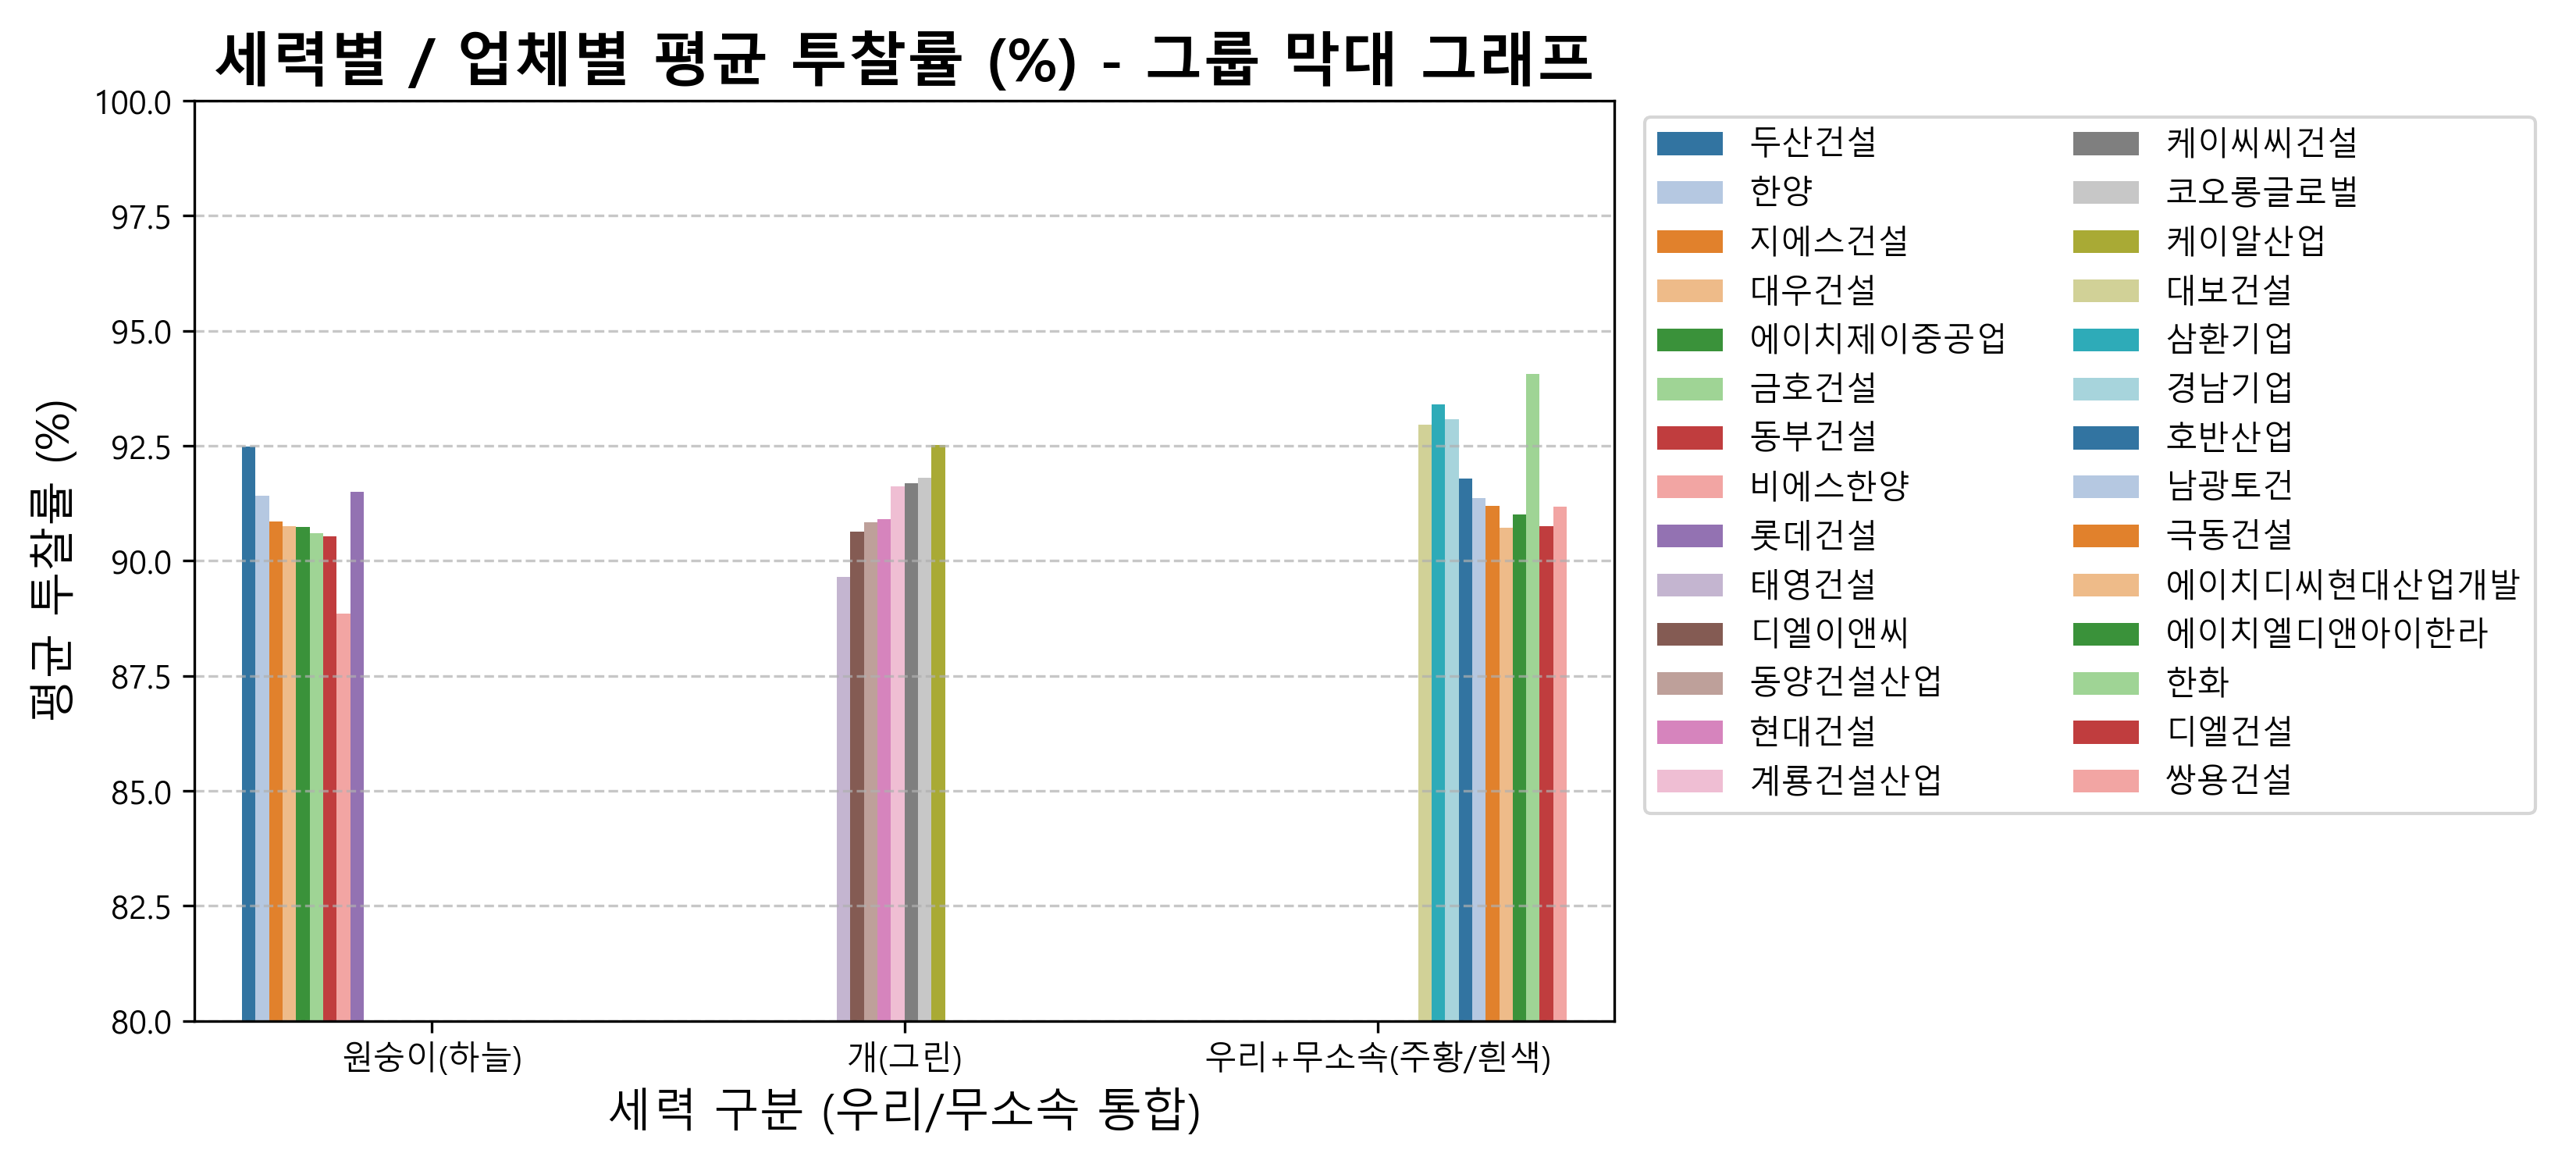 세력별 / 업체별 평균 투찰률 (%) - 그룹 막대 그래프
평균 투찰률 (%)
100.0
97.5
95.0
92.5
90.0
87.5
85.0
82.5
80.0
원숭이(하늘)
개(그린)
우리+무소속(주황/흰색)
세력 구분 (우리/무소속 통합)
두산건설
한양
지에스건설
대우건설
에이치제이중공업
금호건설
동부건설
비에스한양
롯데건설
태영건설
디엘이앤씨
동양건설산업
현대건설
계룡건설산업
케이씨씨건설
코오롱글로벌
케이알산업
대보건설
삼환기업
경남기업
호반산업
남광토건
극동건설
에이치디씨현대산업개발
에이치엘디앤아이한라
한화
디엘건설
쌍용건설